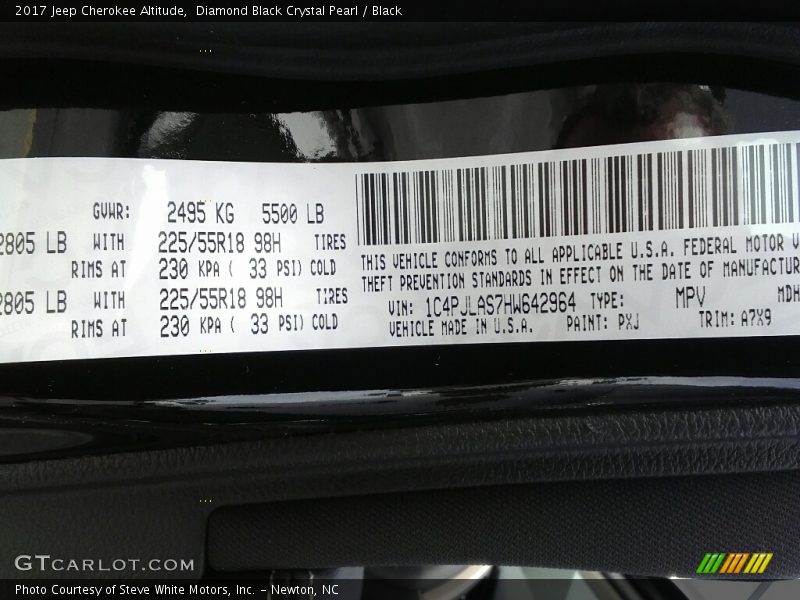 2017 Jeep Cherokee Altitude,  Diamond Black Crystal Pearl / Black
GVWR: 2495 KG 5500 LB
2805 LB WITH 225/55R18 98H TIRES
RIMS AT 230 KPA ( 33 PSI) COLD
2805 LB WITH 225/55R18 98H TIRES
RIMS AT 230 KPA ( 33 PSI) COLD
THIS VEHICLE CONFORMS TO ALL APPLICABLE U.S.A. FEDERAL MOTOR V
THEFT PREVENTION STANDARDS IN EFFECT ON THE DATE OF MANUFACTUR
VIN: 1C4PJLAS7HW642964 TYPE: MPV MDH
VEHICLE MADE IN U.S.A. PAINT: PXJ TRIM: A7X9
GTCARLOT.COM
Photo Courtesy of Steve White Motors, Inc. – Newton, NC